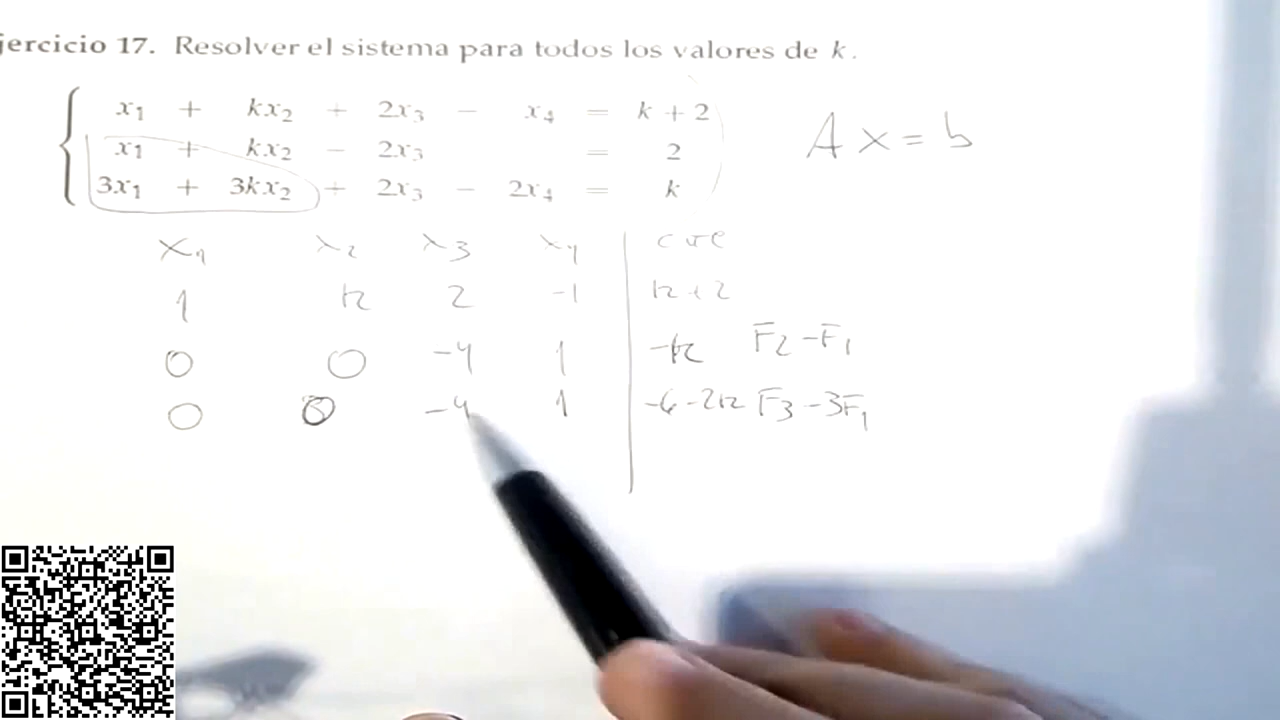 jercicio 17. Resolver el sistema para todos los valores de k.
x₁ + kx₂ + 2x₃ − x₄ = k + 2
x₁ + kx₂ − 2x₃ = 2
3x₁ + 3kx₂ + 2x₃ − 2x₄ = k
Ax = b
x₁ x₂ x₃ x₄ | cte
1 k 2 -1 | k+2
0 0 -4 1 | -k F₂ - F₁
0 0 -4 1 | -6-2k F₃ - 3F₁